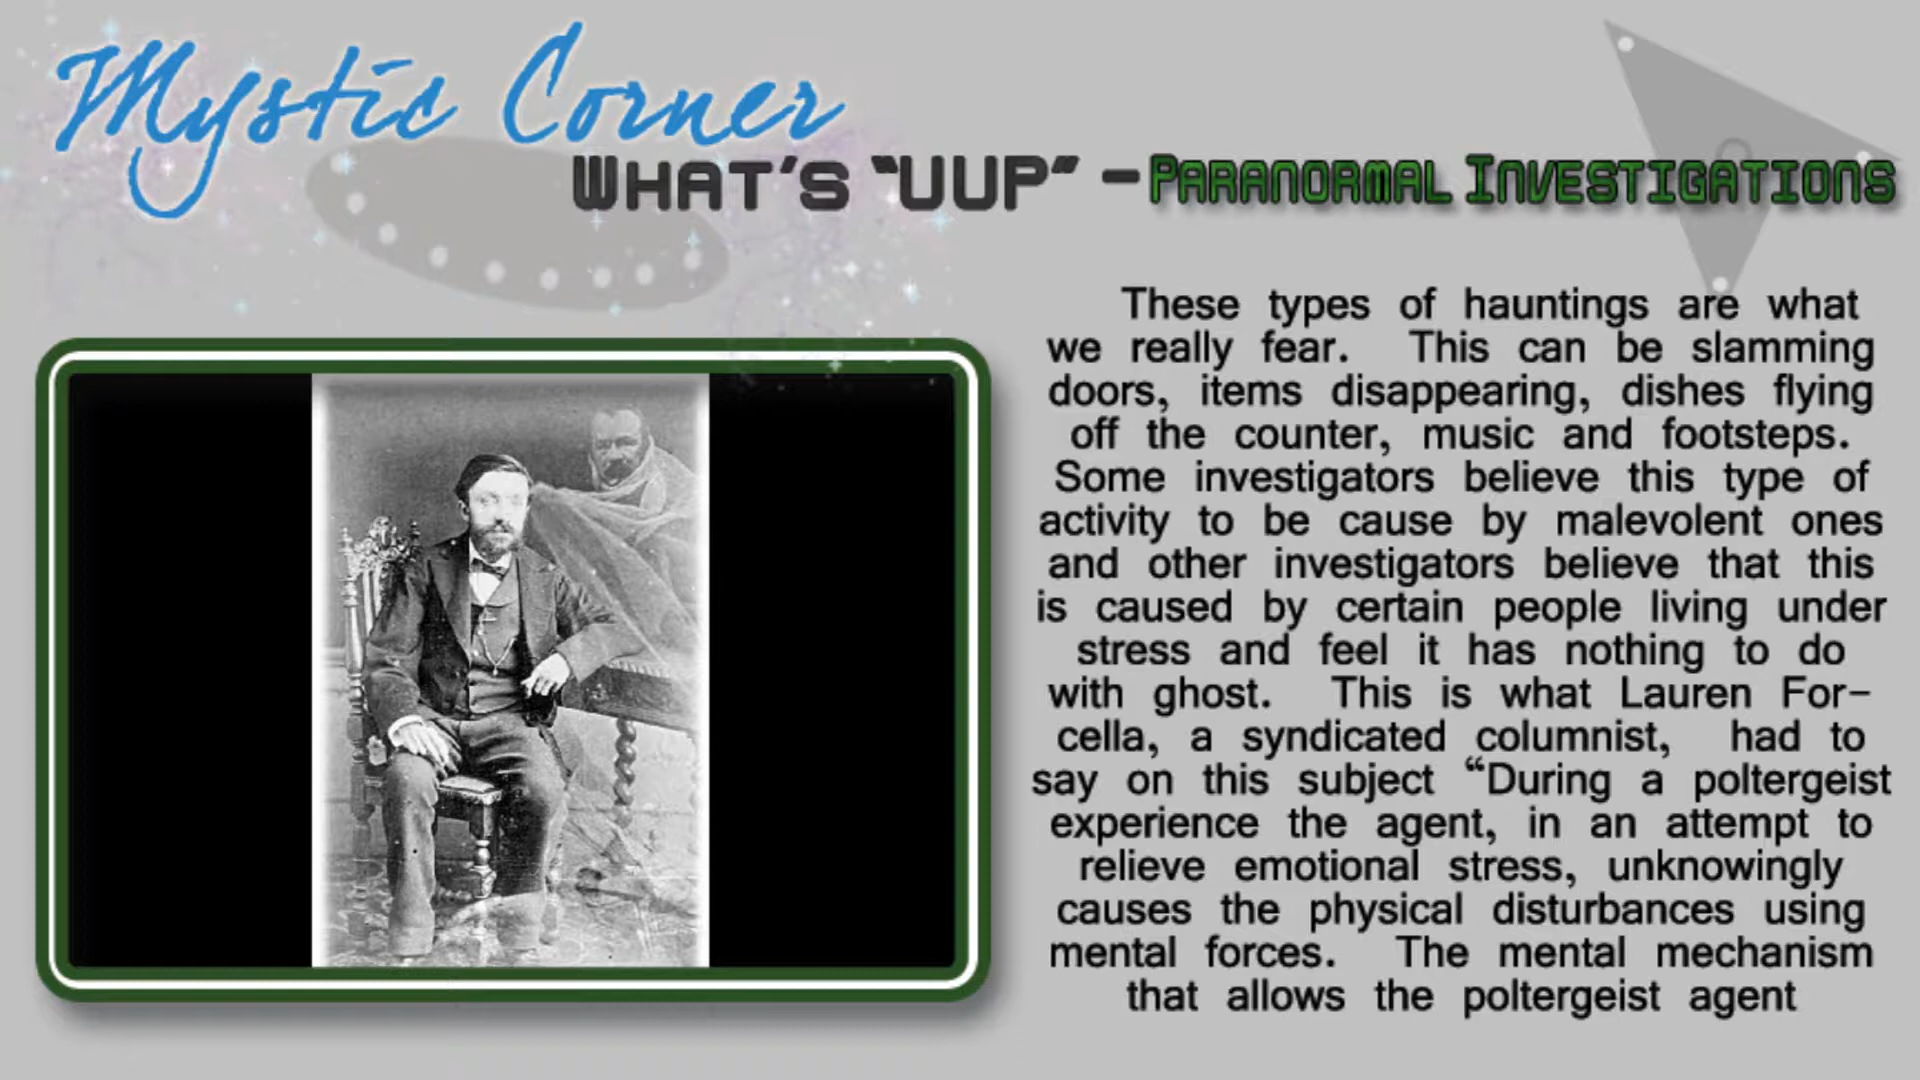 Mystic Corner
What's "UUP" – Paranormal Investigations
These types of hauntings are what
we really fear. This can be slamming
doors, items disappearing, dishes flying
off the counter, music and footsteps.
Some investigators believe this type of
activity to be cause by malevolent ones
and other investigators believe that this
is caused by certain people living under
stress and feel it has nothing to do
with ghost. This is what Lauren For-
cella, a syndicated columnist, had to
say on this subject “During a poltergeist
experience the agent, in an attempt to
relieve emotional stress, unknowingly
causes the physical disturbances using
mental forces. The mental mechanism
that allows the poltergeist agent